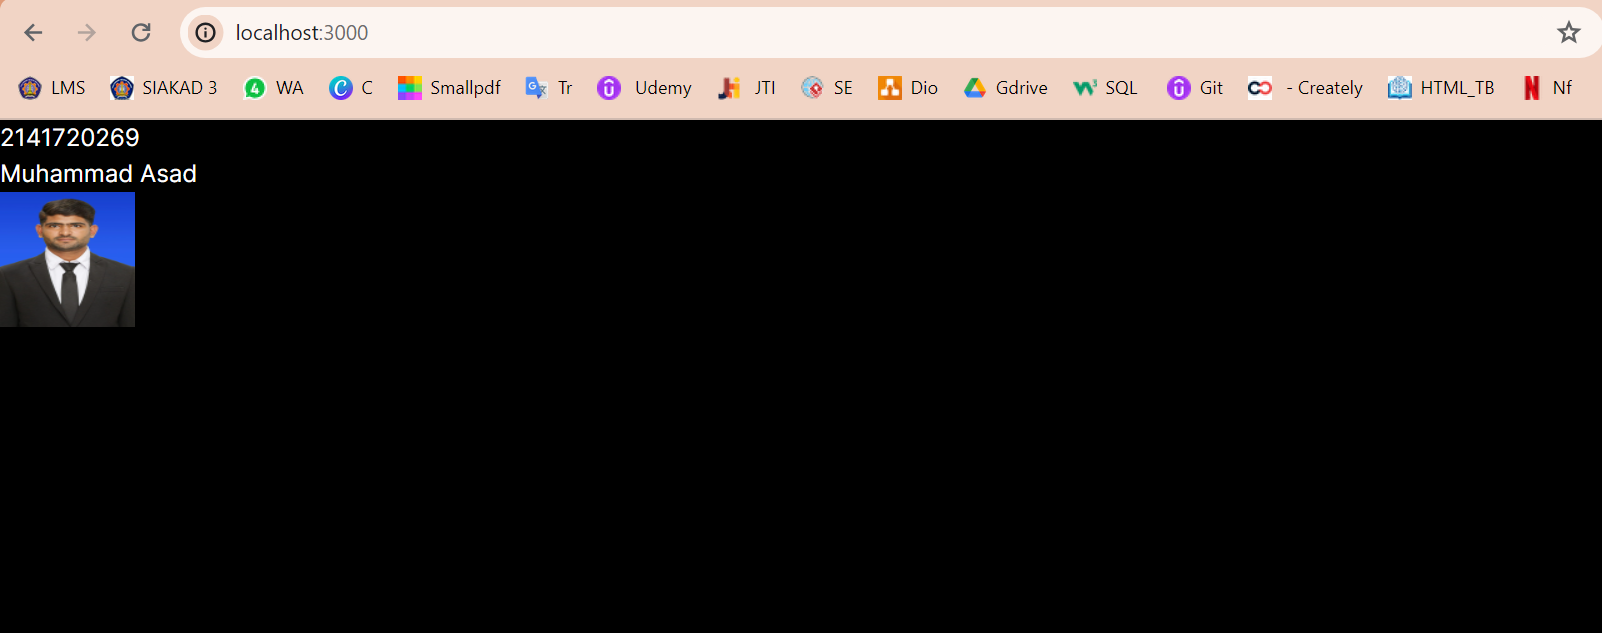 localhost:3000
LMS SIAKAD 3 WA C Smallpdf Tr Udemy JTI SE Dio Gdrive SQL Git - Creately HTML_TB Nf
2141720269
Muhammad Asad